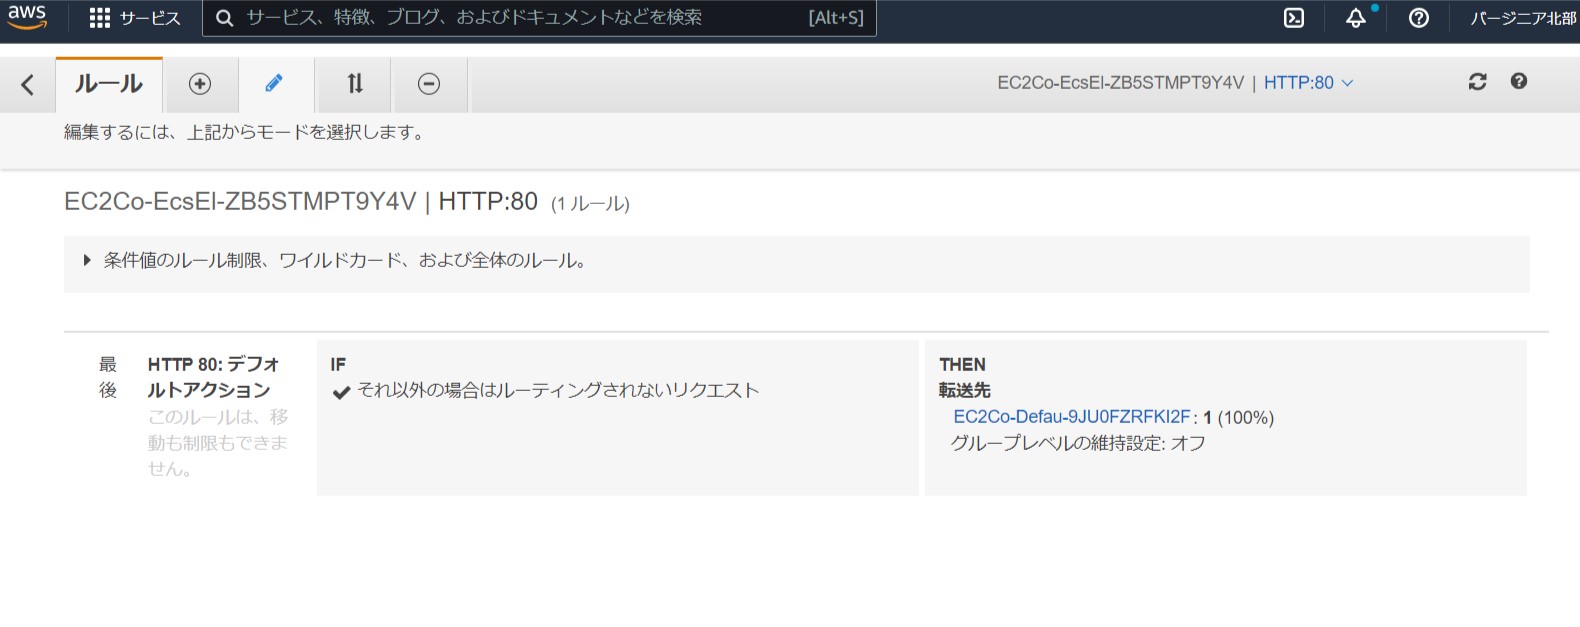 aws サービス サービス、特徴、ブログ、およびドキュメントなどを検索 [Alt+S] バージニア北部
ルール EC2Co-EcsEl-ZB5STMPT9Y4V | HTTP:80
編集するには、上記からモードを選択します。
EC2Co-EcsEl-ZB5STMPT9Y4V | HTTP:80 (1 ルール)
条件値のルール制限、ワイルドカード、および全体のルール。
最後
HTTP 80: デフォ
ルトアクション
このルールは、移
動も制限もできま
せん。
IF
それ以外の場合はルーティングされないリクエスト
THEN
転送先
EC2Co-Defau-9JU0FZRFKI2F: 1 (100%)
グループレベルの維持設定: オフ